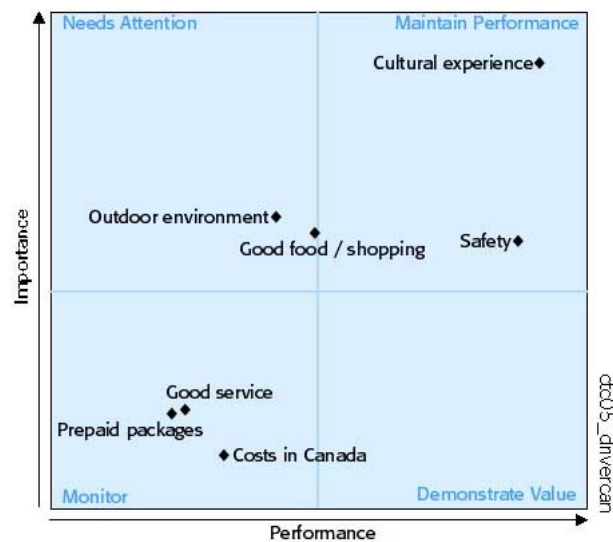 Needs Attention
Maintain Performance
Cultural experience
Outdoor environment
Good food / shopping
Safety
Importance
Good service
Prepaid packages
Costs in Canada
Monitor
Demonstrate Value
Performance
ctc05_drivercan